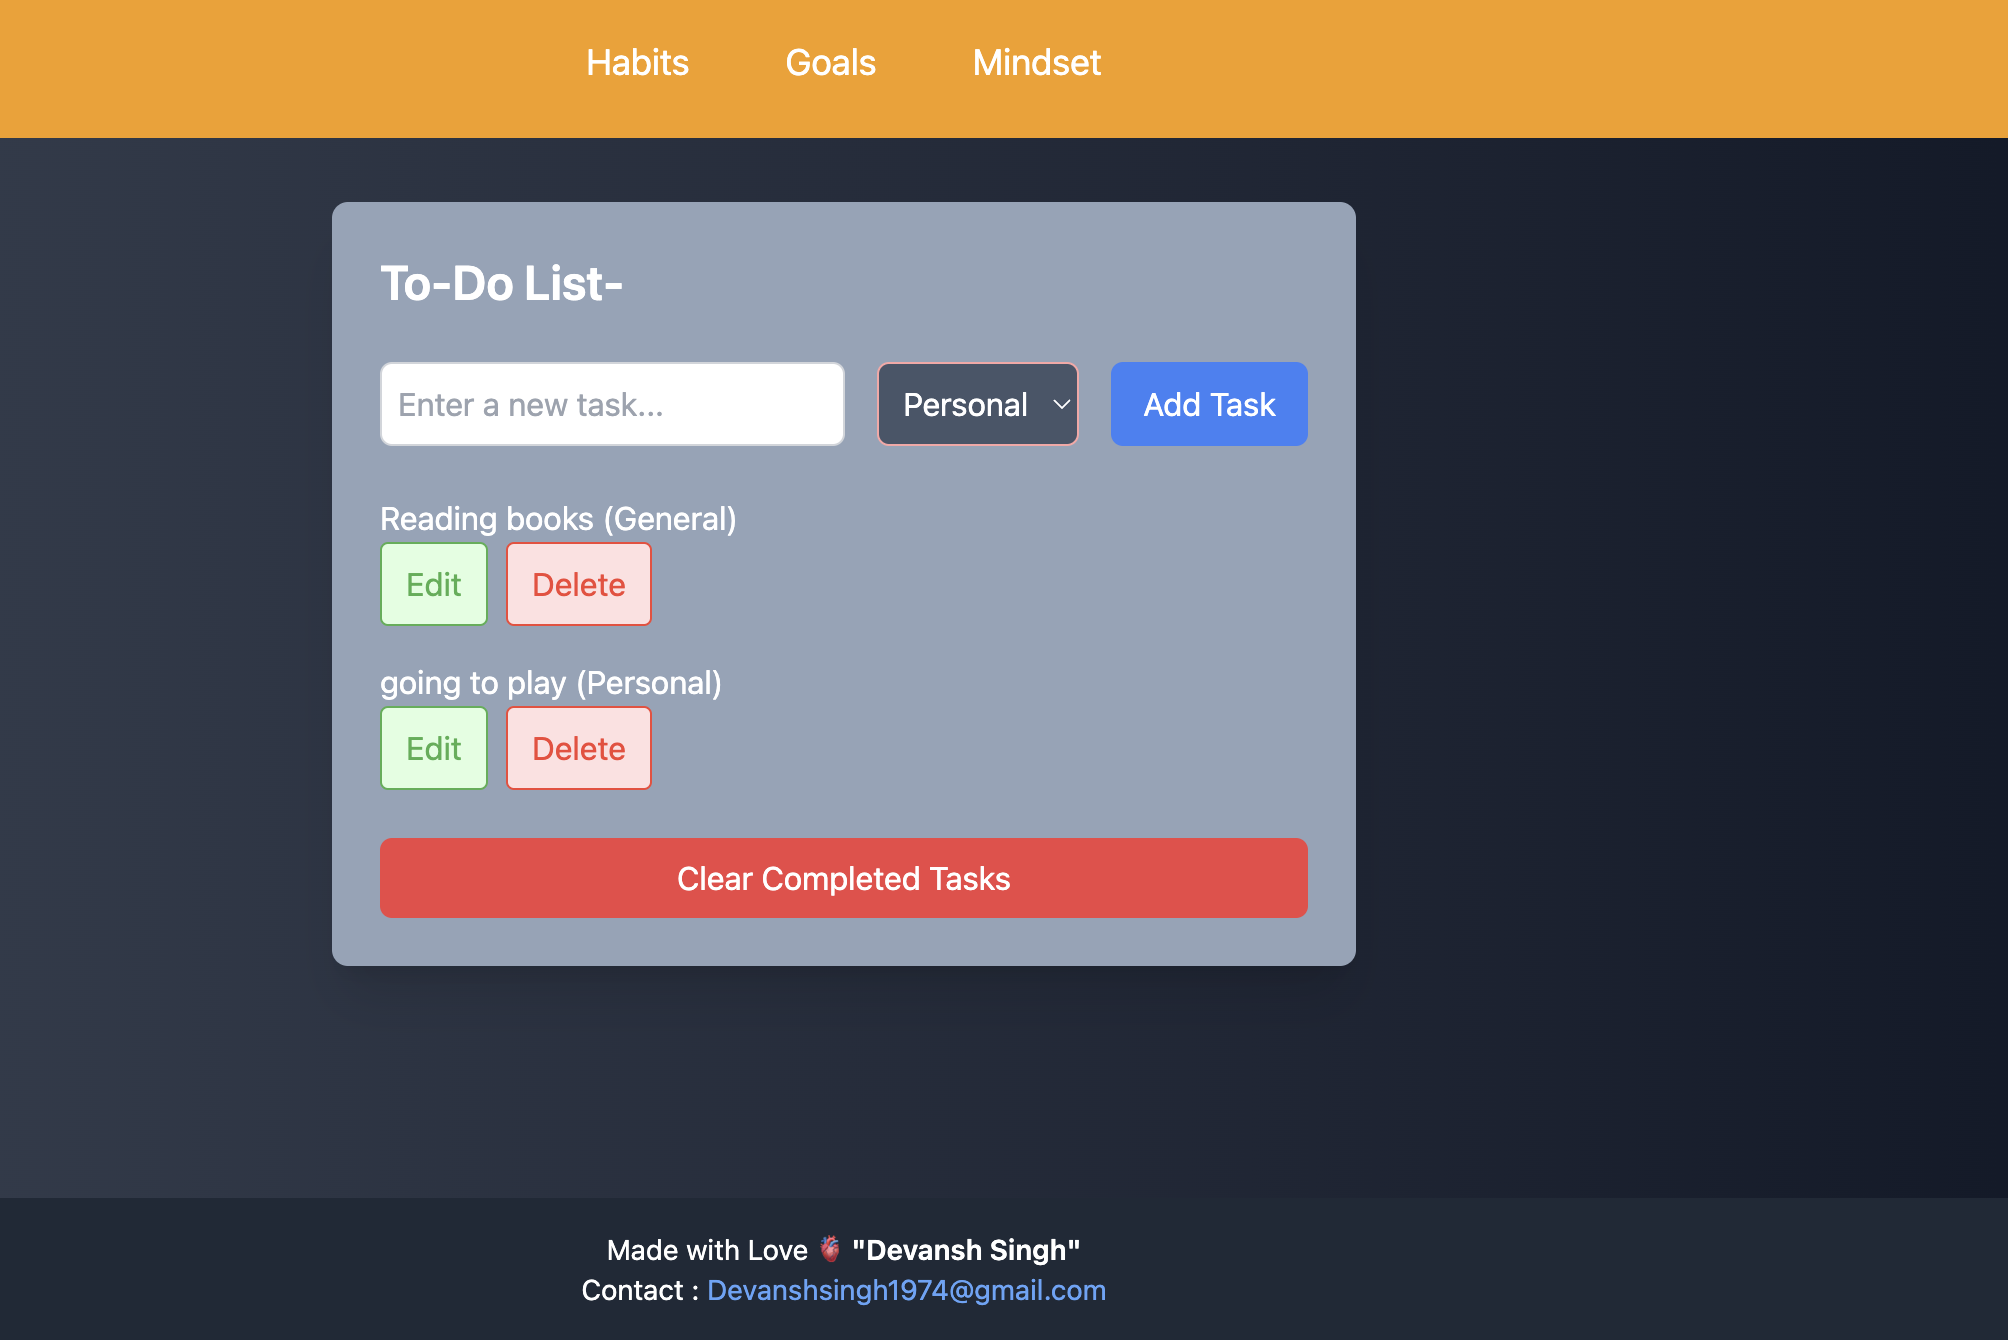 Habits Goals Mindset
To-Do List-
Enter a new task... Personal Add Task
Reading books (General)
Edit Delete
going to play (Personal)
Edit Delete
Clear Completed Tasks
Made with Love 🫀 "Devansh Singh"
Contact : Devanshsingh1974@gmail.com